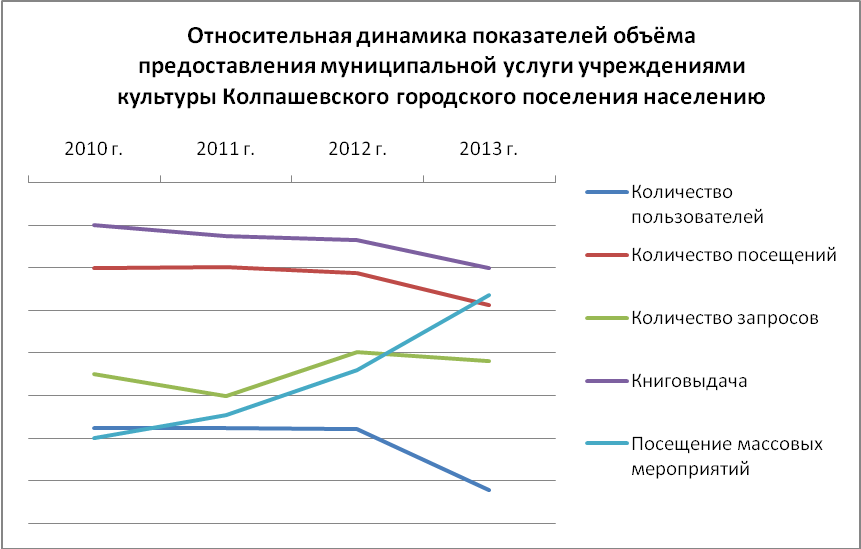 Относительная динамика показателей объёма
предоставления муниципальной услуги учреждениями
культуры Колпашевского городского поселения населению
2010 г. 2011 г. 2012 г. 2013 г.
Количество
пользователей
Количество посещений
Количество запросов
Книговыдача
Посещение массовых
мероприятий